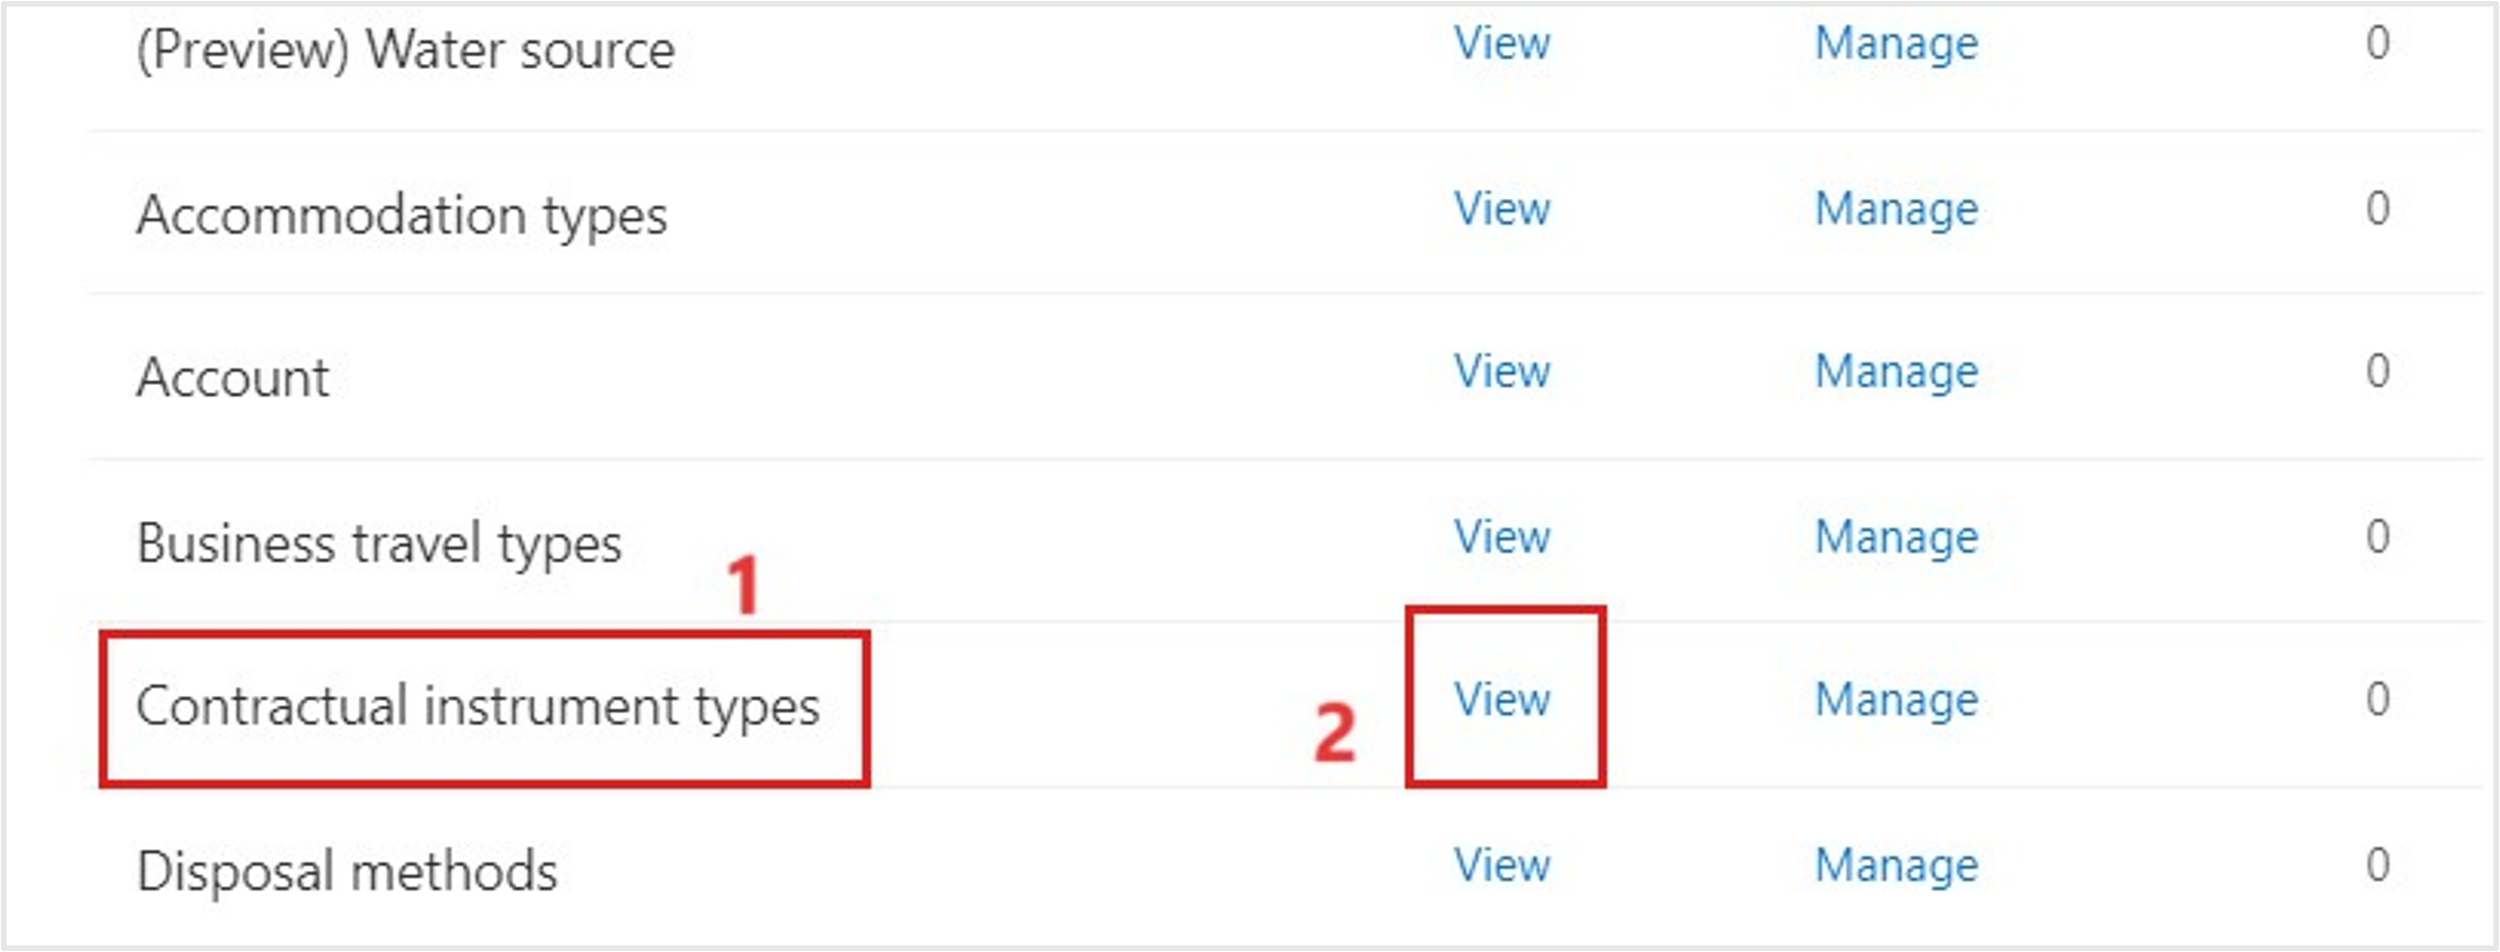 (Preview) Water source View Manage 0
Accommodation types View Manage 0
Account View Manage 0
Business travel types View Manage 0
1
Contractual instrument types 2 View Manage 0
Disposal methods View Manage 0